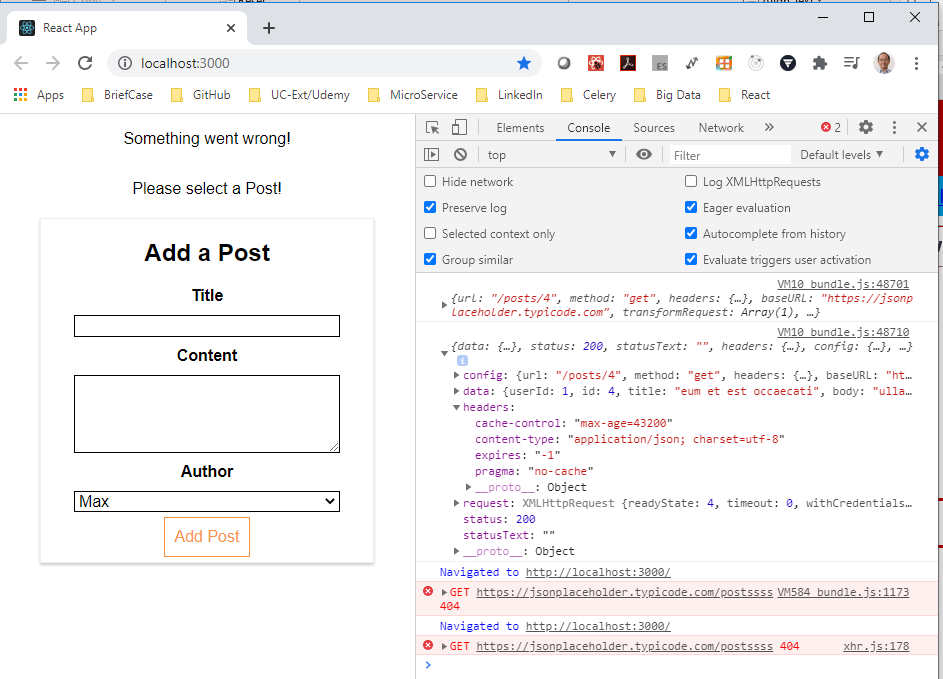 React App
localhost:3000
Apps BriefCase GitHub UC-Ext/Udemy MicroService LinkedIn Celery Big Data React
Something went wrong!
Please select a Post!
Add a Post
Title
Content
Author
Max
Add Post
Elements Console Sources Network » 2
top Filter Default levels ▼
Hide network Log XMLHttpRequests
Preserve log Eager evaluation
Selected context only Autocomplete from history
Group similar Evaluate triggers user activation
VM10 bundle.js:48701
{url: "/posts/4", method: "get", headers: {…}, baseURL: "https://jsonp
laceholder.typicode.com", transformRequest: Array(1), …}
VM10 bundle.js:48710
{data: {…}, status: 200, statusText: "", headers: {…}, config: {…}, …}
i
config: {url: "/posts/4", method: "get", headers: {…}, baseURL: "ht…
data: {userId: 1, id: 4, title: "eum et est occaecati", body: "ulla…
headers:
cache-control: "max-age=43200"
content-type: "application/json; charset=utf-8"
expires: "-1"
pragma: "no-cache"
__proto__: Object
request: XMLHttpRequest {readyState: 4, timeout: 0, withCredentials…
status: 200
statusText: ""
__proto__: Object
Navigated to http://localhost:3000/
GET https://jsonplaceholder.typicode.com/postssss VM584 bundle.js:1173
404
Navigated to http://localhost:3000/
GET https://jsonplaceholder.typicode.com/postssss 404 xhr.js:178